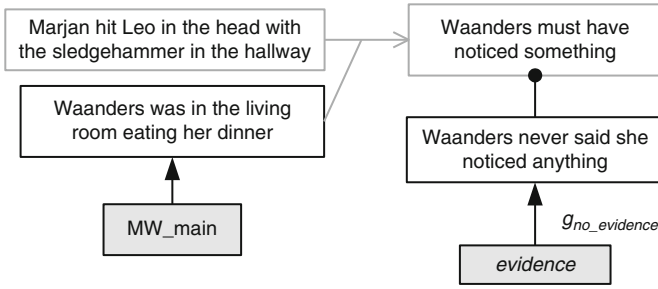 Marjan hit Leo in the head with
the sledgehammer in the hallway
Waanders must have
noticed something
Waanders was in the living
room eating her dinner
Waanders never said she
noticed anything
MW_main
g_no_evidence
evidence